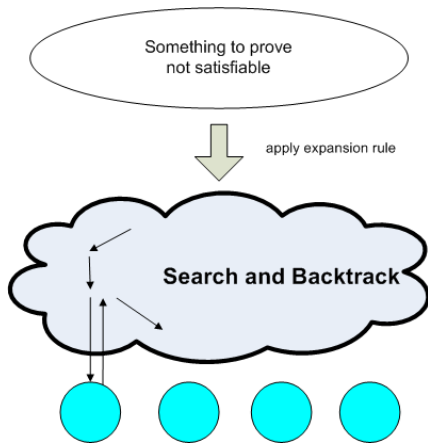 Something to prove
not satisfiable
apply expansion rule
Search and Backtrack